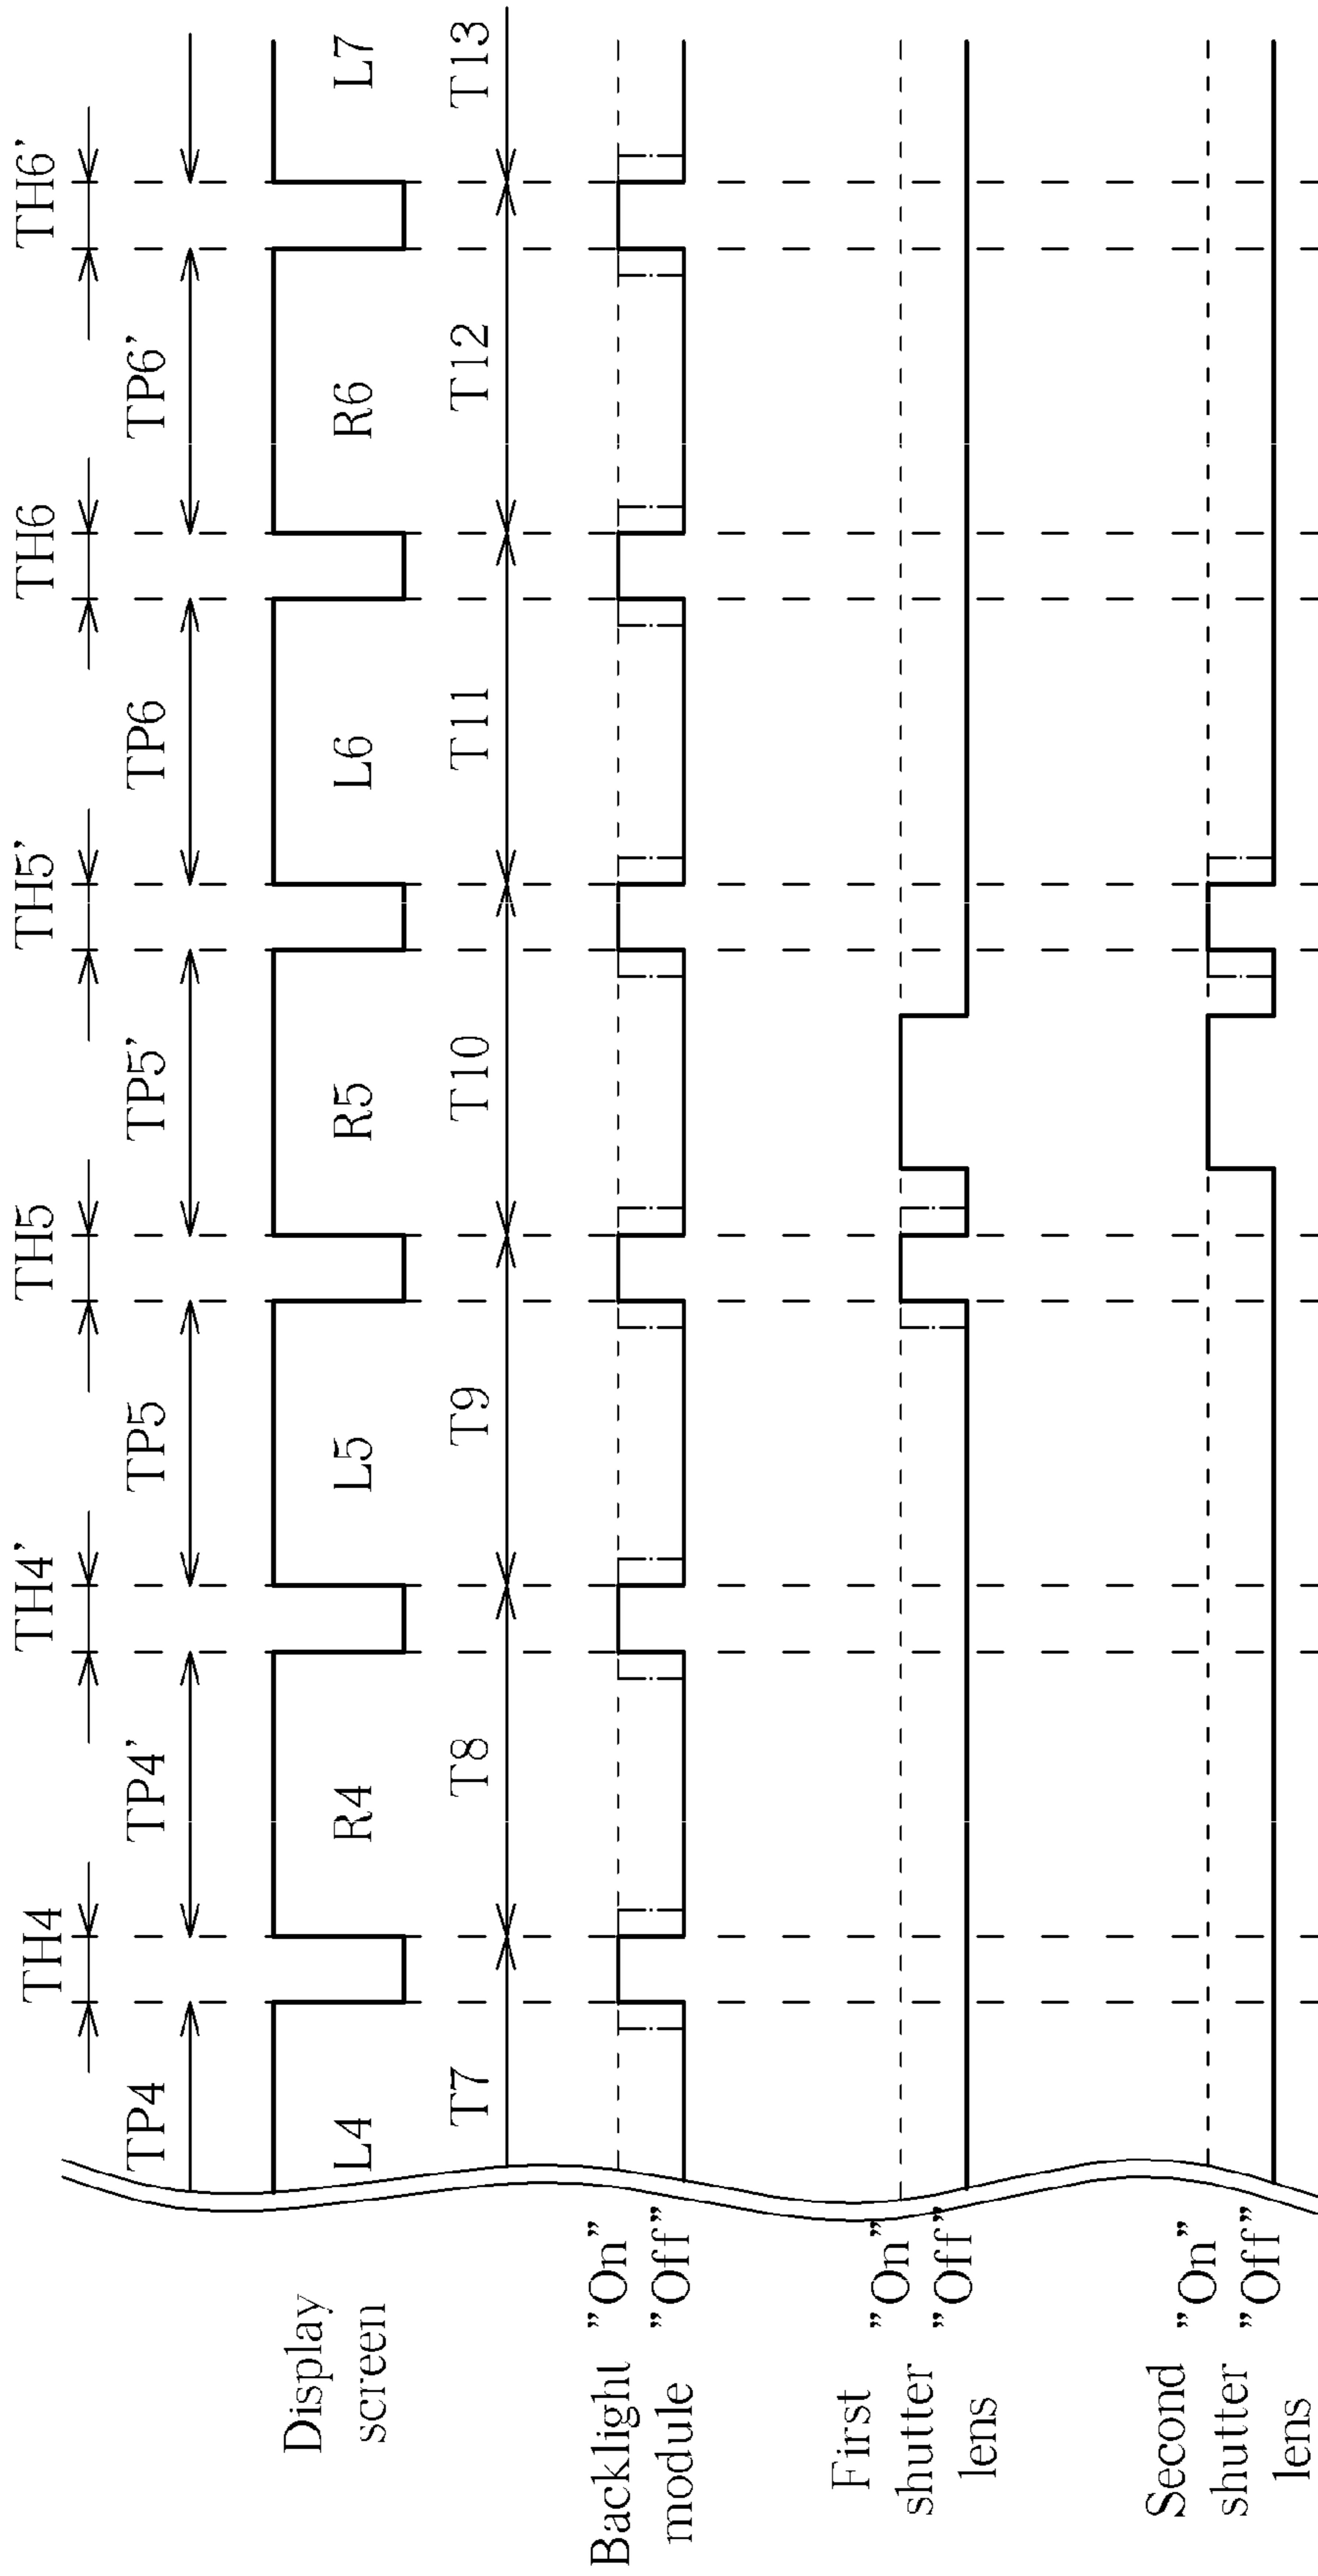 TH4 TH4' TH5 TH5' TH6 TH6'
TP4 TP4' TP5 TP5' TP6 TP6'
Display
screen
L4 R4 L5 R5 L6 R6 L7
T7 T8 T9 T10 T11 T12 T13
Backlight "On"
module "Off"
First
shutter "On"
lens "Off"
Second
shutter "On"
lens "Off"